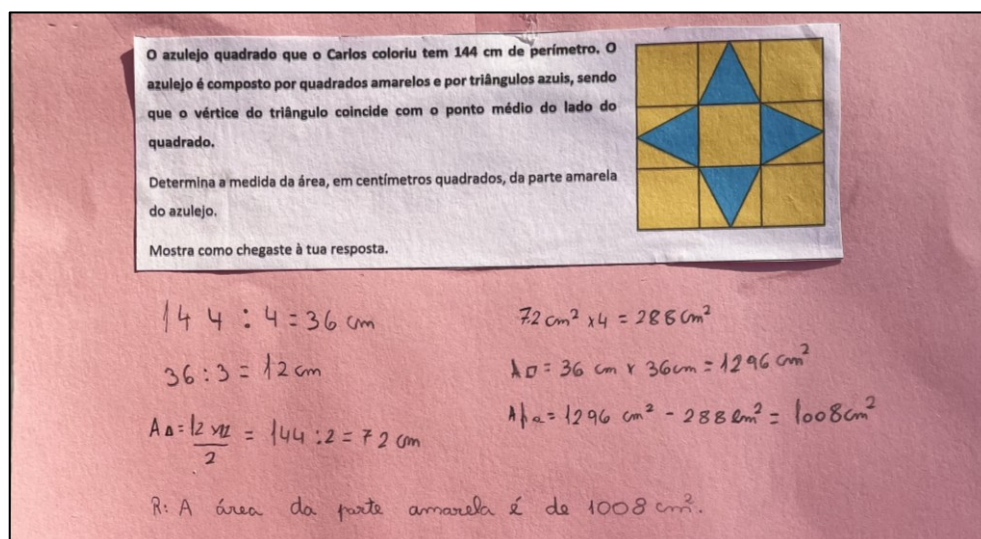 O azulejo quadrado que o Carlos coloriu tem 144 cm de perímetro. O
azulejo é composto por quadrados amarelos e por triângulos azuis, sendo
que o vértice do triângulo coincide com o ponto médio do lado do
quadrado.
Determina a medida da área, em centímetros quadrados, da parte amarela
do azulejo.
Mostra como chegaste à tua resposta.
144 : 4 = 36 cm
36 : 3 = 12 cm
A△ = 12 x 12 / 2 = 144 : 2 = 72 cm
72 cm² x 4 = 288 cm²
A□ = 36 cm x 36 cm = 1296 cm²
Apa = 1296 cm² - 288 cm² = 1008 cm²
R: A área da parte amarela é de 1008 cm².